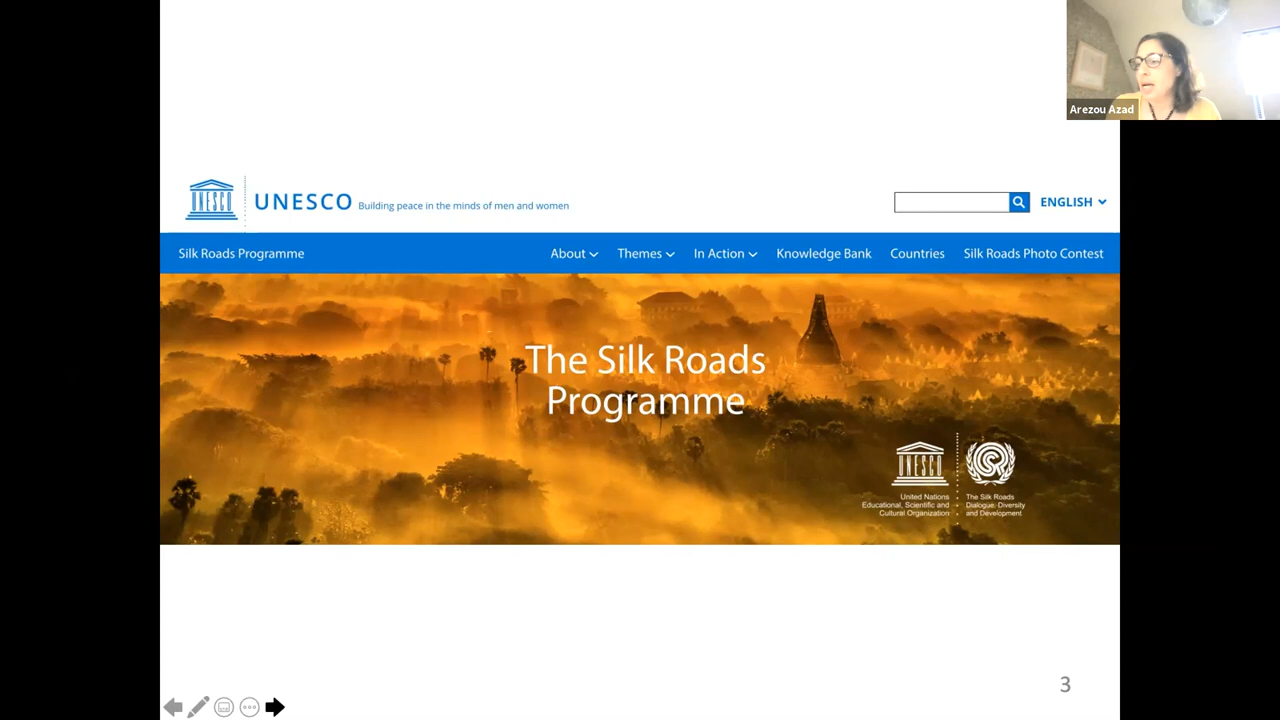 Arezou Azad
UNESCO
UNESCO Building peace in the minds of men and women
ENGLISH
Silk Roads Programme
About
Themes
In Action
Knowledge Bank
Countries
Silk Roads Photo Contest
The Silk Roads
Programme
UNESCO
United Nations
Educational, Scientific and
Cultural Organization
The Silk Roads
Dialogue, Diversity
and Development
3